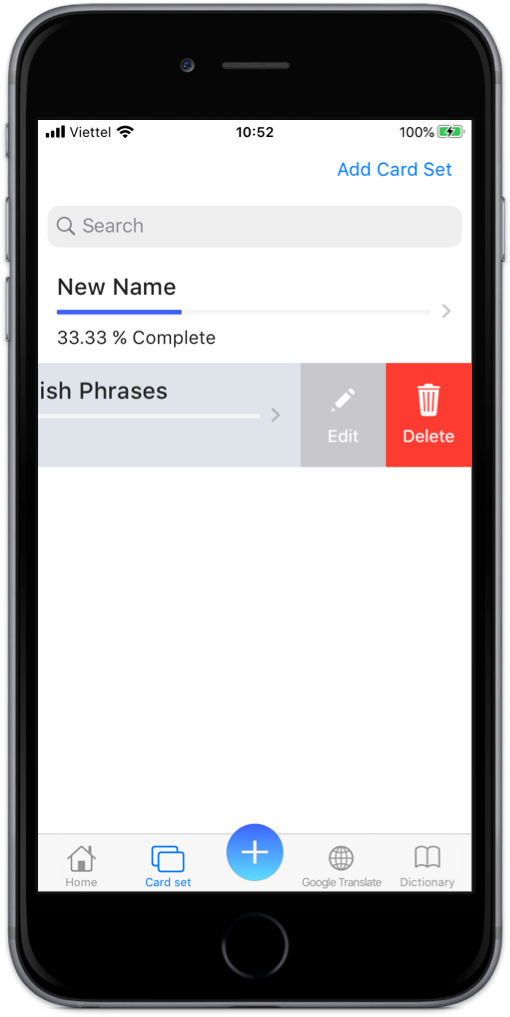 Viettel 10:52 100%
Add Card Set
Search
New Name
33.33 % Complete
ish Phrases
Edit Delete
Home Card set Google Translate Dictionary